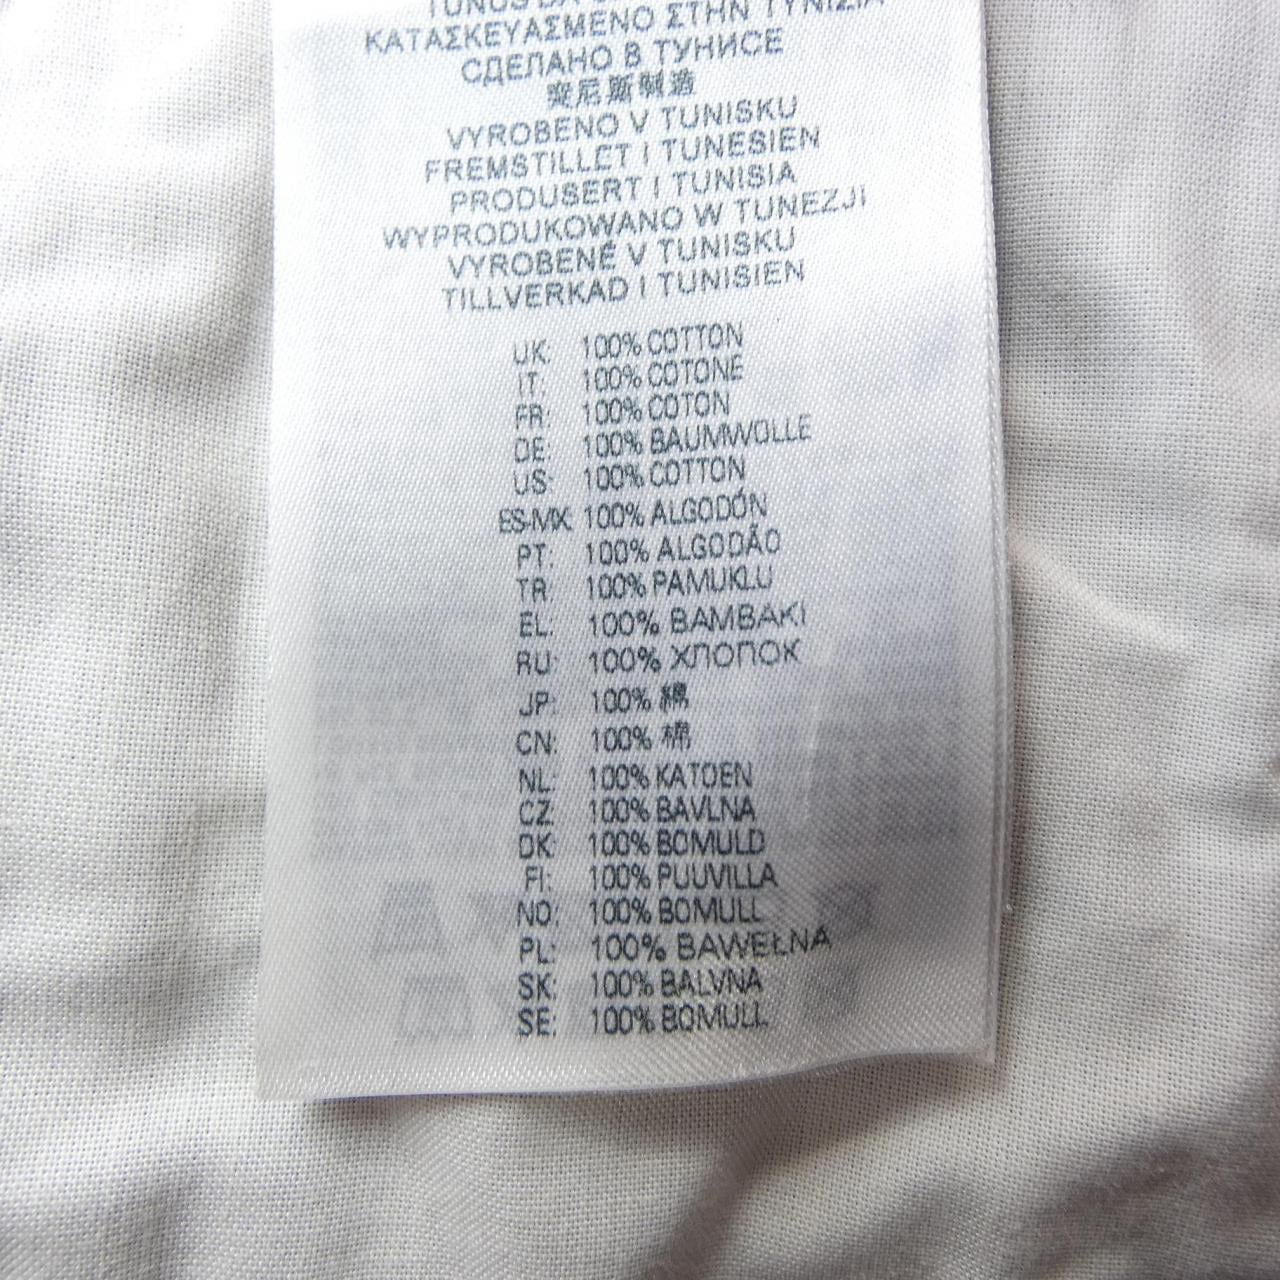 ΚΑΤΑΣΚΕΥΑΣΜΕΝΟ ΣΤΗΝ ΤΥΝΙΖΙΑ
СДЕЛАНО В ТУНИСЕ
突尼斯制造
VYROBENO V TUNISKU
FREMSTILLET I TUNESIEN
PRODUSERT I TUNISIA
WYPRODUKOWANO W TUNEZJI
VYROBENÉ V TUNISKU
TILLVERKAD I TUNISIEN
UK: 100% COTTON
IT: 100% COTONE
FR: 100% COTON
DE: 100% BAUMWOLLE
US: 100% COTTON
ES-MX: 100% ALGODÓN
PT: 100% ALGODÃO
TR: 100% PAMUKLU
EL: 100% ΒΑΜΒΑΚΙ
RU: 100% ХЛОПОК
JP: 100% 綿
CN: 100% 棉
NL: 100% KATOEN
CZ: 100% BAVLNA
DK: 100% BOMULD
FI: 100% PUUVILLA
NO: 100% BOMULL
PL: 100% BAWEŁNA
SK: 100% BALVNA
SE: 100% BOMULL